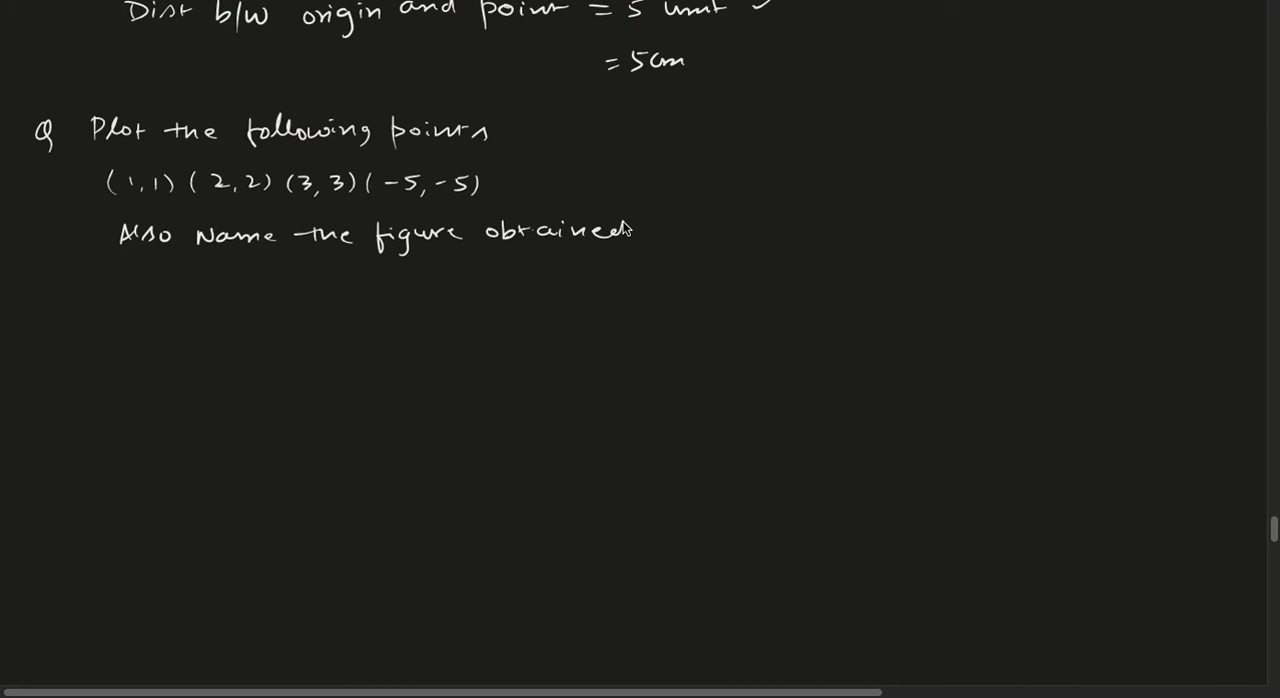 Dist b/w origin and point = 5 unit
= 5cm
Q Plot the following points
(1,1) (2,2) (3,3) (-5,-5)
Also Name the figure obtained